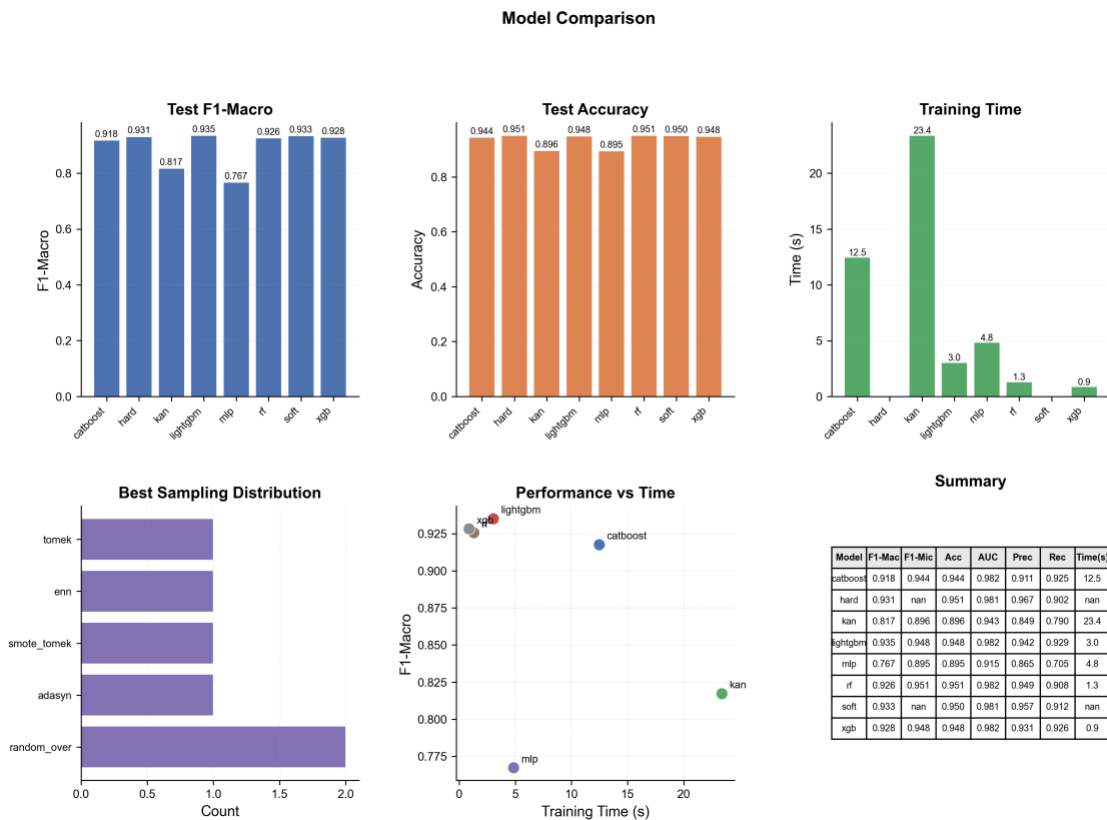 Model Comparison
Test F1-Macro
F1-Macro
0.8
0.6
0.4
0.2
0.0
0.918
0.931
0.817
0.935
0.767
0.926
0.933
0.928
catboost
hard
kan
lightgbm
mlp
rf
soft
xgb
Test Accuracy
Accuracy
0.8
0.6
0.4
0.2
0.0
0.944
0.951
0.896
0.948
0.895
0.951
0.950
0.948
catboost
hard
kan
lightgbm
mlp
rf
soft
xgb
Training Time
Time (s)
20
15
10
5
0
12.5
23.4
3.0
4.8
1.3
0.9
catboost
hard
kan
lightgbm
mlp
rf
soft
xgb
Best Sampling Distribution
tomek
enn
smote_tomek
adasyn
random_over
0.0 0.5 1.0 1.5 2.0
Count
Performance vs Time
F1-Macro
0.925
0.900
0.875
0.850
0.825
0.800
0.775
lightgbm
xgb
rf
catboost
kan
mlp
0 5 10 15 20
Training Time (s)
Summary
Model F1-Mac F1-Mic Acc AUC Prec Rec Time(s)
catboost 0.918 0.944 0.944 0.982 0.911 0.925 12.5
hard 0.931 nan 0.951 0.981 0.967 0.902 nan
kan 0.817 0.896 0.896 0.943 0.849 0.790 23.4
lightgbm 0.935 0.948 0.948 0.982 0.942 0.929 3.0
mlp 0.767 0.895 0.895 0.915 0.865 0.705 4.8
rf 0.926 0.951 0.951 0.982 0.949 0.908 1.3
soft 0.933 nan 0.950 0.981 0.957 0.912 nan
xgb 0.928 0.948 0.948 0.982 0.931 0.926 0.9